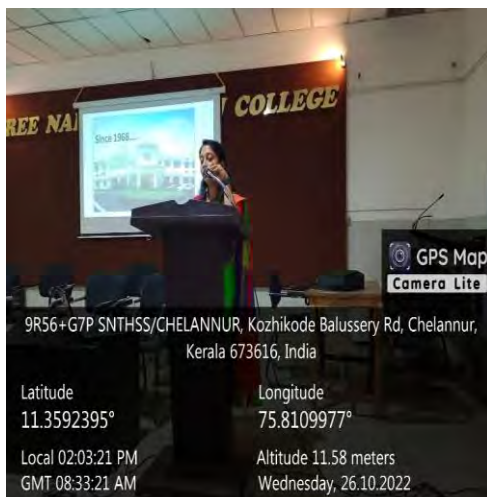 REE NA
COLLEGE
Since 1968.....
GPS Map
Camera Lite
9R56+G7P SNTHSS/CHELANNUR, Kozhikode Balussery Rd, Chelannur,
Kerala 673616, India
Latitude
11.3592395°
Longitude
75.8109977°
Local 02:03:21 PM
GMT 08:33:21 AM
Altitude 11.58 meters
Wednesday, 26.10.2022